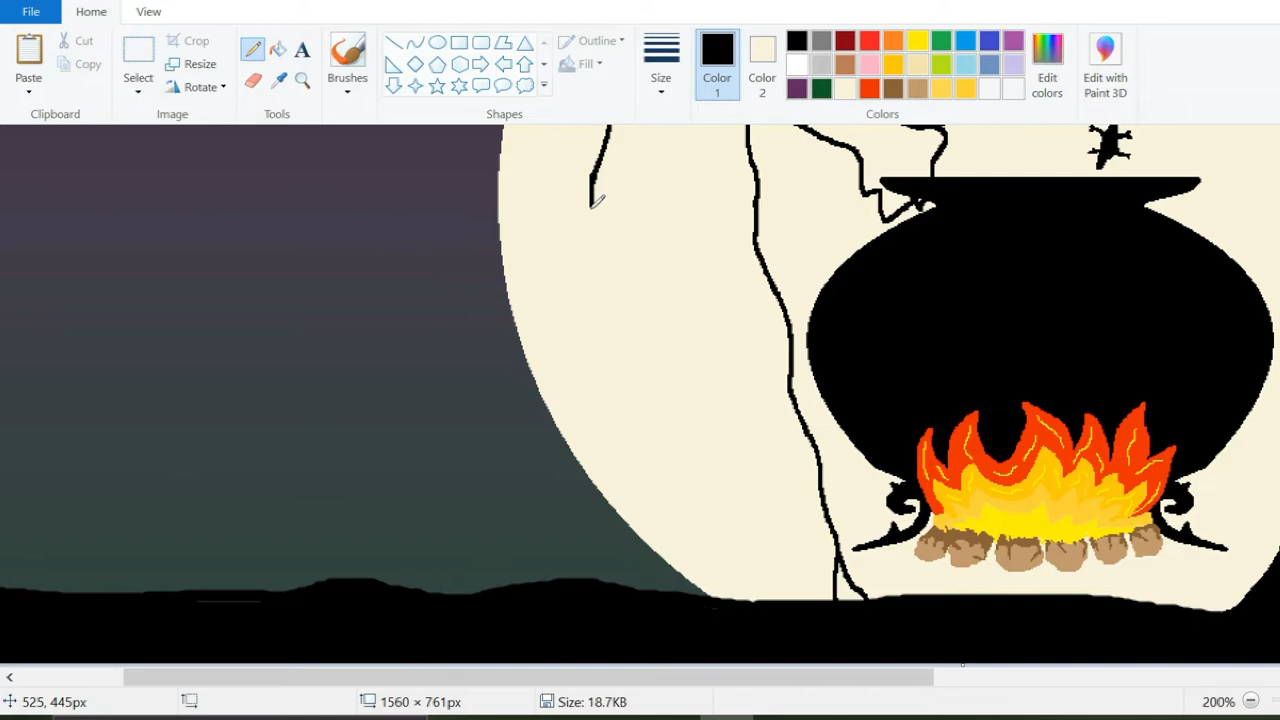 File Home View
Paste
Cut
Copy
Clipboard
Select
Crop
Resize
Rotate
Image
A
Tools
Brushes
Outline
Fill
Shapes
Size
Color
1
Color
2
Edit
colors
Colors
Edit with
Paint 3D
525, 445px 1560 × 761px Size: 18.7KB 200%